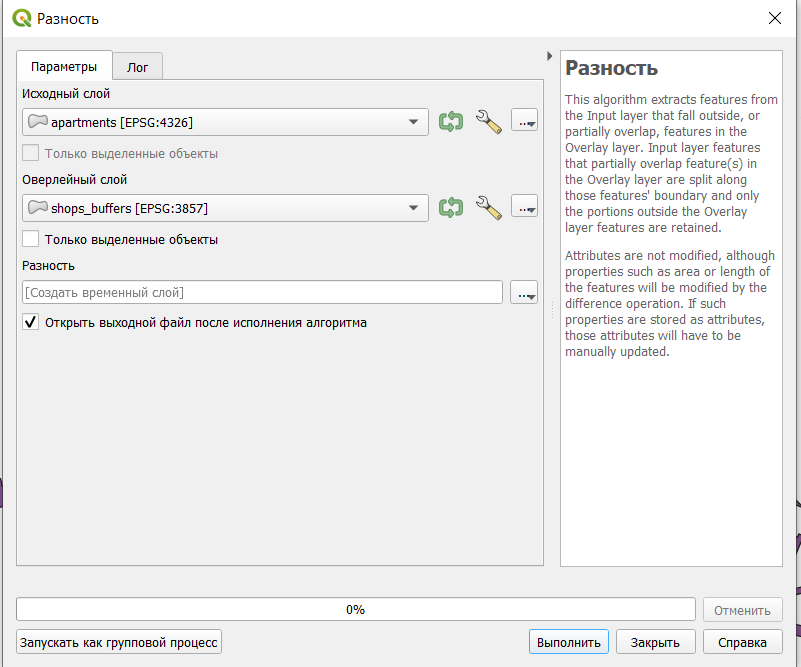 Разность
Параметры
Лог
Исходный слой
apartments [EPSG:4326]
...
Только выделенные объекты
Оверлейный слой
shops_buffers [EPSG:3857]
...
Только выделенные объекты
Разность
[Создать временный слой]
...
Открыть выходной файл после исполнения алгоритма
Разность
This algorithm extracts features from
the Input layer that fall outside, or
partially overlap, features in the
Overlay layer. Input layer features
that partially overlap feature(s) in
the Overlay layer are split along
those features' boundary and only
the portions outside the Overlay
layer features are retained.
Attributes are not modified, although
properties such as area or length of
the features will be modified by the
difference operation. If such
properties are stored as attributes,
those attributes will have to be
manually updated.
0%
Отменить
Запускать как групповой процесс
Выполнить
Закрыть
Справка